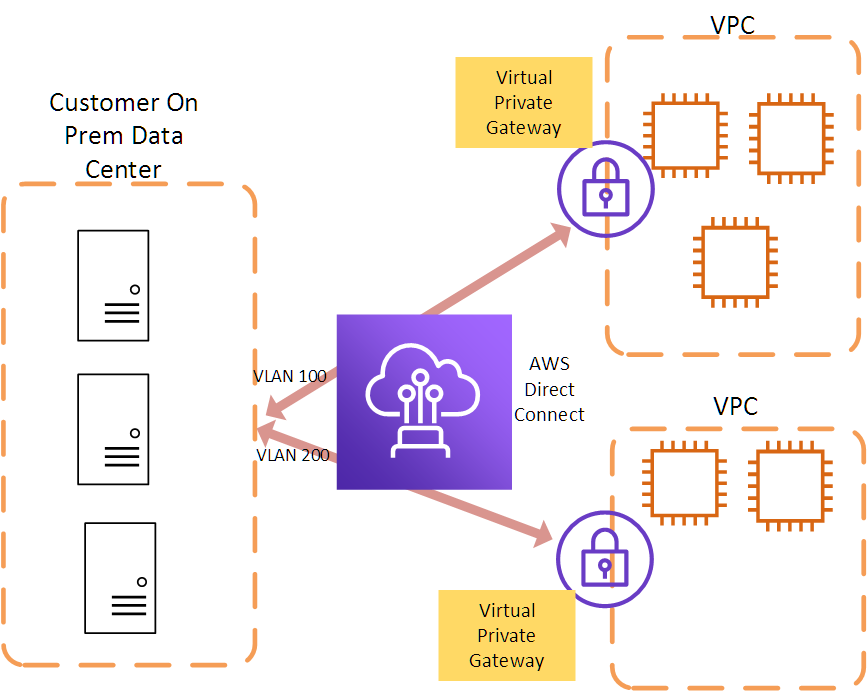 VPC
Virtual
Private
Gateway
Customer On
Prem Data
Center
AWS
Direct
Connect
VLAN 100
VPC
VLAN 200
Virtual
Private
Gateway